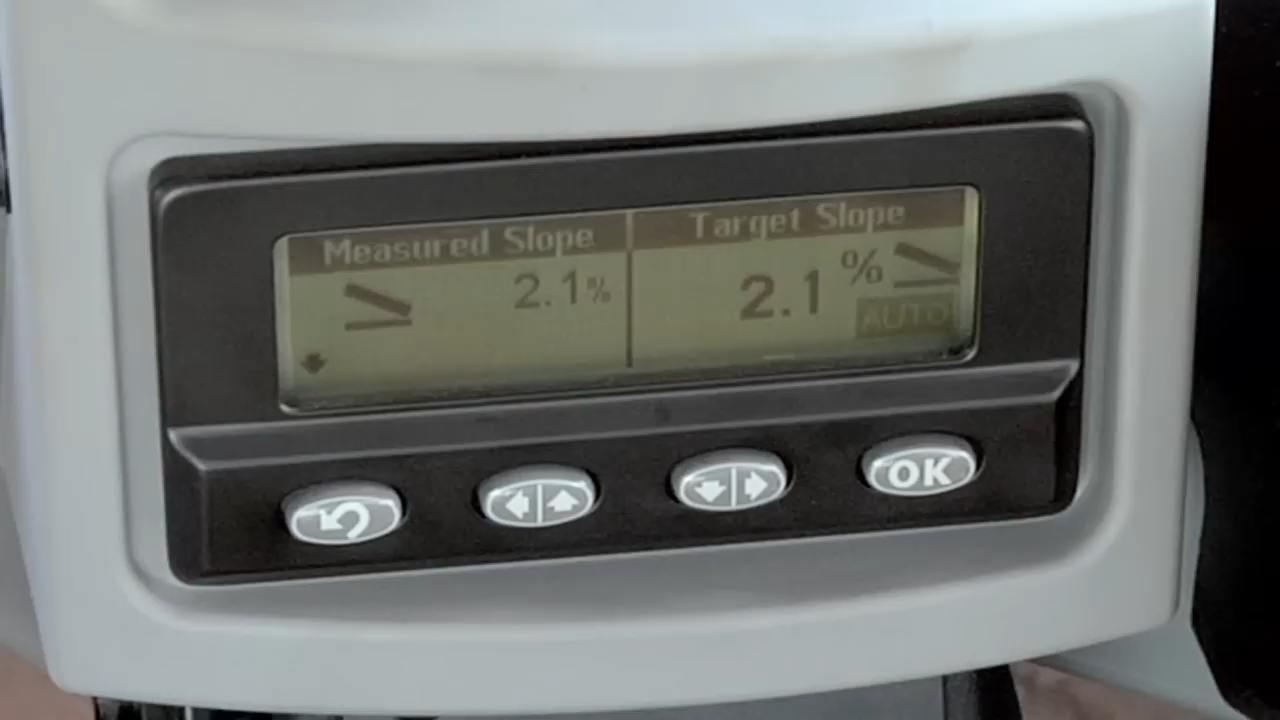 Measured Slope
2.1%
Target Slope
2.1 %
AUTO
OK